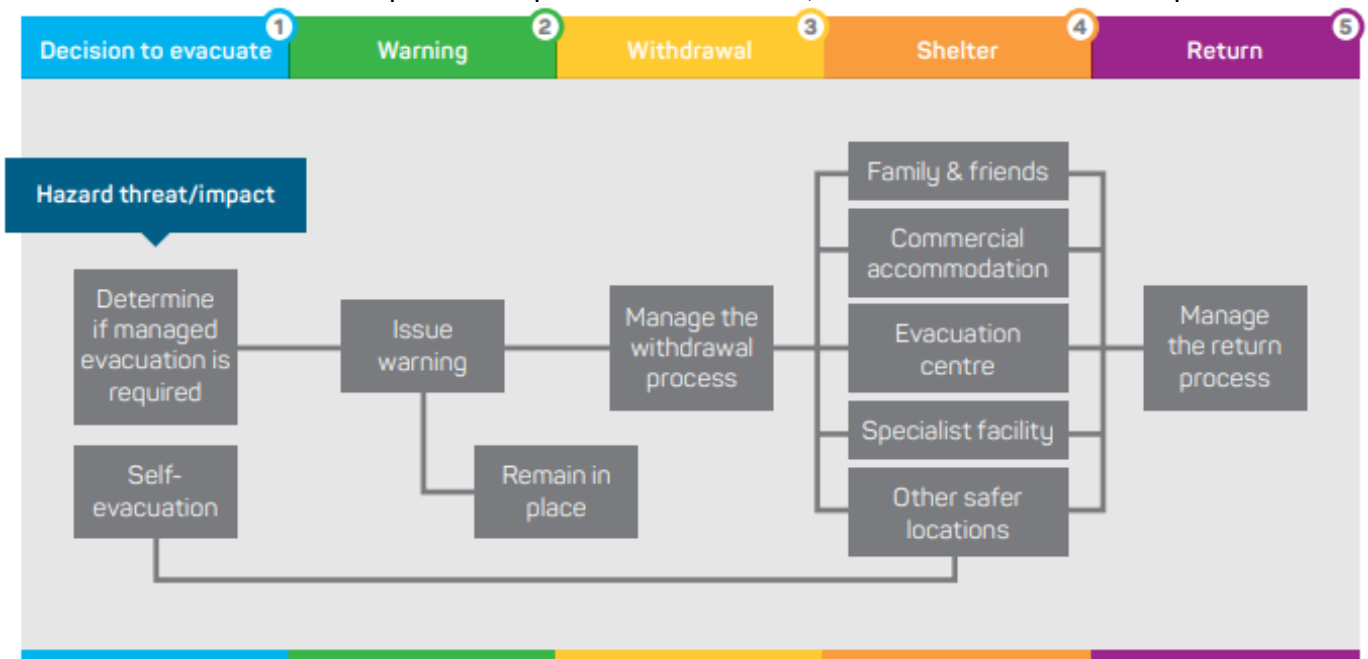 Decision to evacuate
1
Warning
2
Withdrawal
3
Shelter
4
Return
5
Hazard threat/impact
Determine
if managed
evacuation is
required
Self-
evacuation
Issue
warning
Remain in
place
Manage the
withdrawal
process
Family & friends
Commercial
accommodation
Evacuation
centre
Specialist facility
Other safer
locations
Manage
the return
process